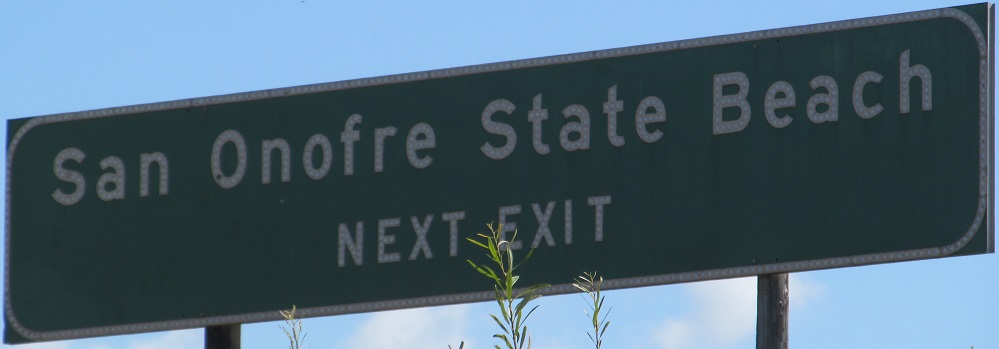 San Onofre State Beach
NEXT EXIT